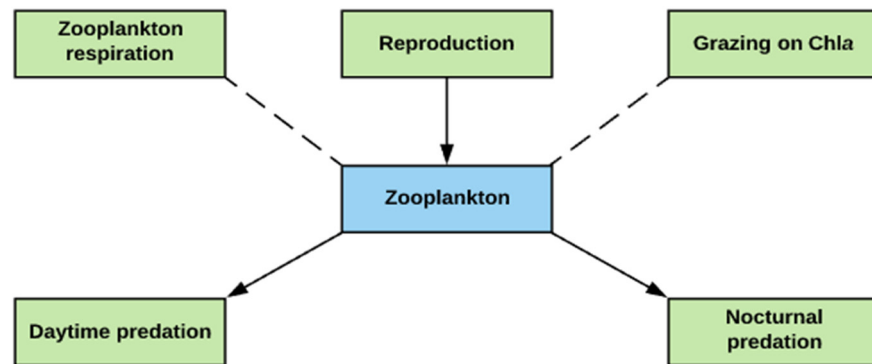 Zooplankton
respiration
Reproduction
Grazing on Chla
Zooplankton
Daytime predation
Nocturnal
predation